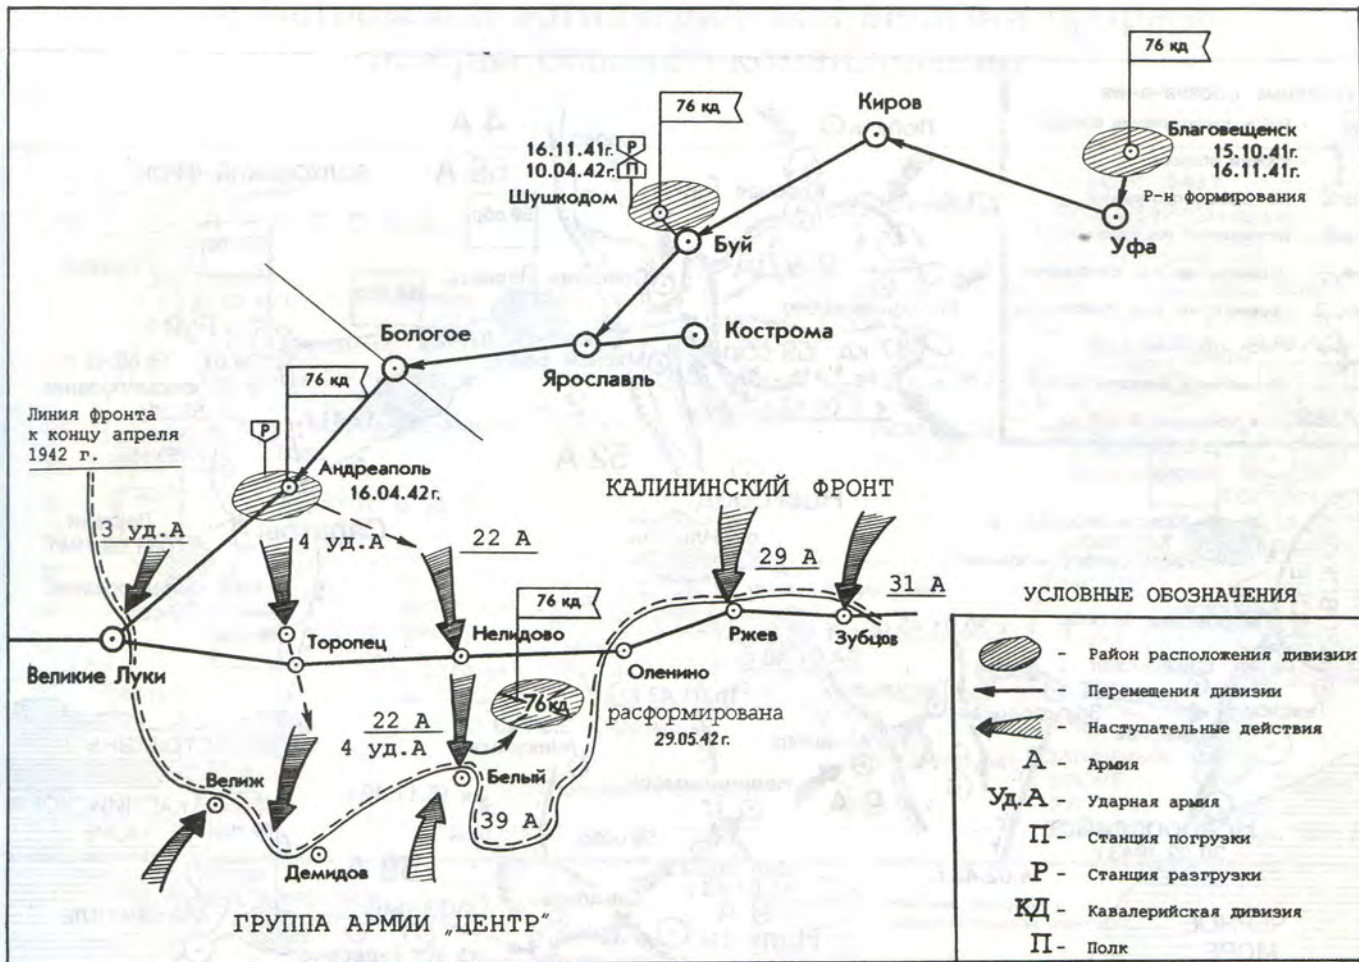 76 кд
Благовещенск
15.10.41г.
16.11.41г.
Р-н формирования
Уфа
Киров
76 кд
16.11.41г. Р
10.04.42г. П
Шушкодом
Буй
Кострома
Ярославль
Бологое
76 кд
Р
Андреаполь
16.04.42г.
Линия фронта
к концу апреля
1942 г.
КАЛИНИНСКИЙ ФРОНТ
3 уд.А
4 уд.А
22 А
29 А
31 А
76 кд
Великие Луки
Торопец
Нелидово
Оленино
Ржев
Зубцов
76 кд
расформирована
29.05.42г.
22 А
4 уд.А
Белый
39 А
Велиж
Демидов
ГРУППА АРМИИ „ЦЕНТР"
УСЛОВНЫЕ ОБОЗНАЧЕНИЯ
- Район расположения дивизии
- Перемещения дивизии
- Наступательные действия
А - Армия
Уд.А - Ударная армия
П - Станция погрузки
Р - Станция разгрузки
КД - Кавалерийская дивизия
П - Полк